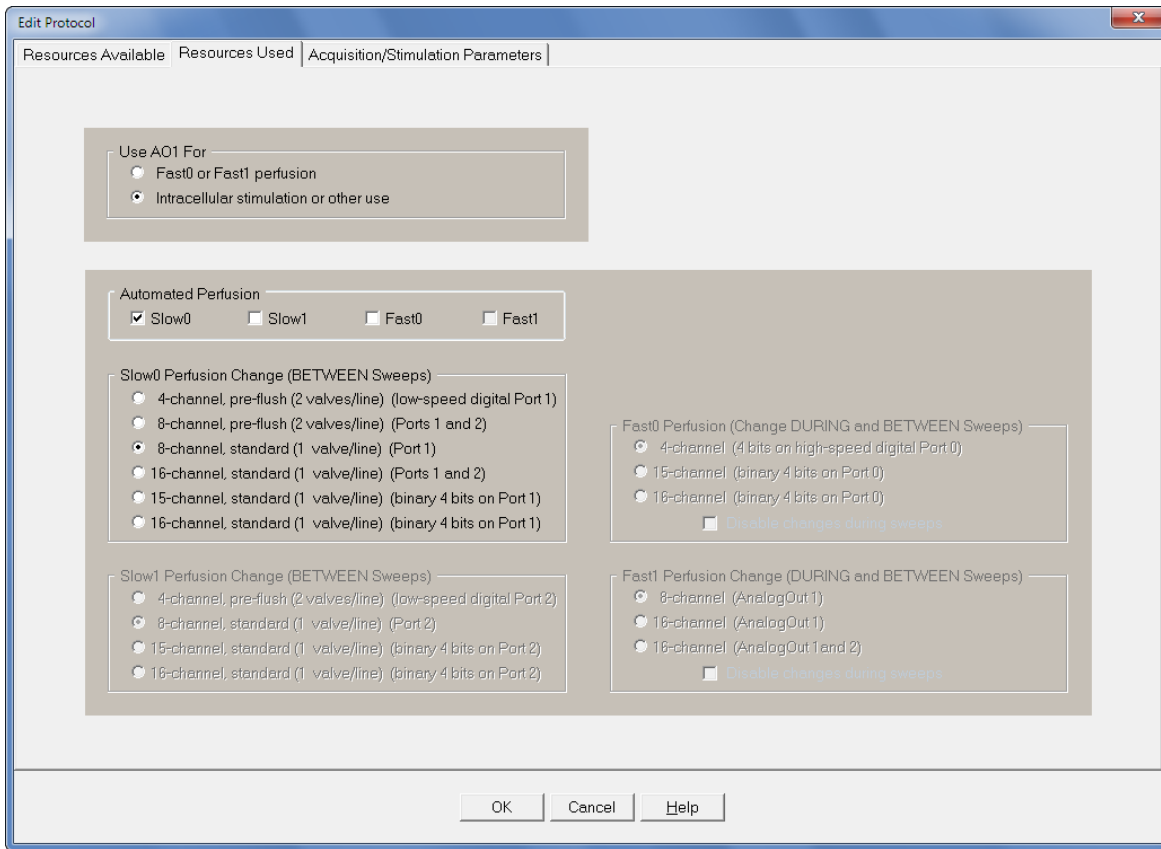 Edit Protocol
Resources Available
Resources Used
Acquisition/Stimulation Parameters
Use AO1 For
Fast0 or Fast1 perfusion
Intracellular stimulation or other use
Automated Perfusion
Slow0
Slow1
Fast0
Fast1
Slow0 Perfusion Change (BETWEEN Sweeps)
4-channel, pre-flush (2 valves/line) (low-speed digital Port 1)
8-channel, pre-flush (2 valves/line) (Ports 1 and 2)
8-channel, standard (1 valve/line) (Port 1)
16-channel, standard (1 valve/line) (Ports 1 and 2)
15-channel, standard (1 valve/line) (binary 4 bits on Port 1)
16-channel, standard (1 valve/line) (binary 4 bits on Port 1)
Fast0 Perfusion (Change DURING and BETWEEN Sweeps)
4-channel (4 bits on high-speed digital Port 0)
15-channel (binary 4 bits on Port 0)
16-channel (binary 4 bits on Port 0)
Disable changes during sweeps
Slow1 Perfusion Change (BETWEEN Sweeps)
4-channel, pre-flush (2 valves/line) (low-speed digital Port 2)
8-channel, standard (1 valve/line) (Port 2)
15-channel, standard (1 valve/line) (binary 4 bits on Port 2)
16-channel, standard (1 valve/line) (binary 4 bits on Port 2)
Fast1 Perfusion Change (DURING and BETWEEN Sweeps)
8-channel (AnalogOut 1)
16-channel (AnalogOut 1)
16-channel (AnalogOut 1and 2)
Disable changes during sweeps
OK
Cancel
Help